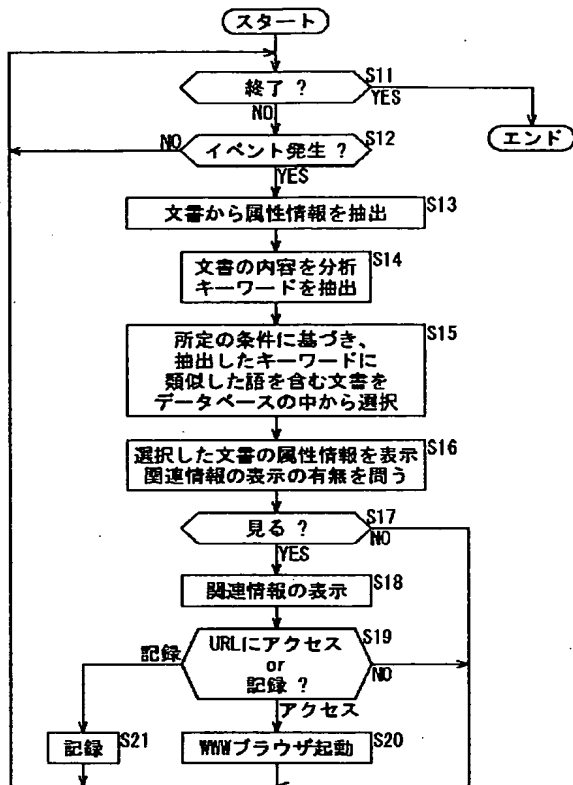 スタート
終了 ?
S11
YES
NO
エンド
イベント発生 ?
S12
NO
YES
文書から属性情報を抽出
S13
文書の内容を分析
キーワードを抽出
S14
所定の条件に基づき、
抽出したキーワードに
類似した語を含む文書を
データベースの中から選択
S15
選択した文書の属性情報を表示
関連情報の表示の有無を問う
S16
見る ?
S17
NO
YES
関連情報の表示
S18
URLにアクセス
or
記録 ?
S19
記録
NO
アクセス
記録
S21
WWWブラウザ起動
S20